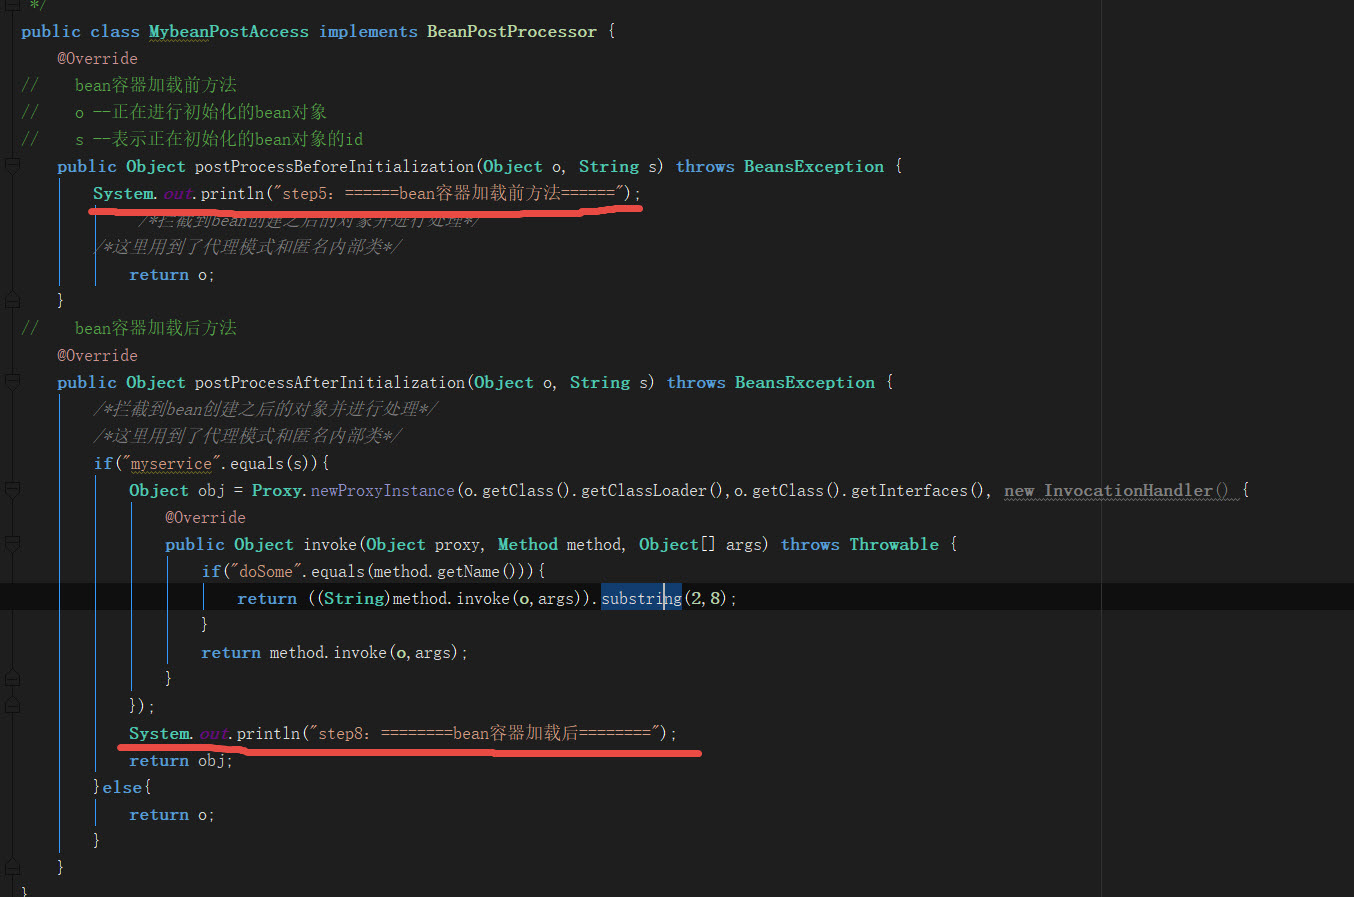 */
public class MybeanPostAccess implements BeanPostProcessor {
@Override
// bean容器加载前方法
// o --正在进行初始化的bean对象
// s --表示正在初始化的bean对象的id
public Object postProcessBeforeInitialization(Object o, String s) throws BeansException {
System.out.println("step5: ======bean容器加载前方法======");
/*拦截到bean创建之后的对象并进行处理*/
/*这里用到了代理模式和匿名内部类*/
return o;
}
// bean容器加载后方法
@Override
public Object postProcessAfterInitialization(Object o, String s) throws BeansException {
/*拦截到bean创建之后的对象并进行处理*/
/*这里用到了代理模式和匿名内部类*/
if("myservice".equals(s)){
Object obj = Proxy.newProxyInstance(o.getClass().getClassLoader(),o.getClass().getInterfaces(), new InvocationHandler() {
@Override
public Object invoke(Object proxy, Method method, Object[] args) throws Throwable {
if("doSome".equals(method.getName())){
return ((String)method.invoke(o,args)).substring(2,8);
}
return method.invoke(o,args);
}
});
System.out.println("step8: ========bean容器加载后========");
return obj;
}else{
return o;
}
}
}